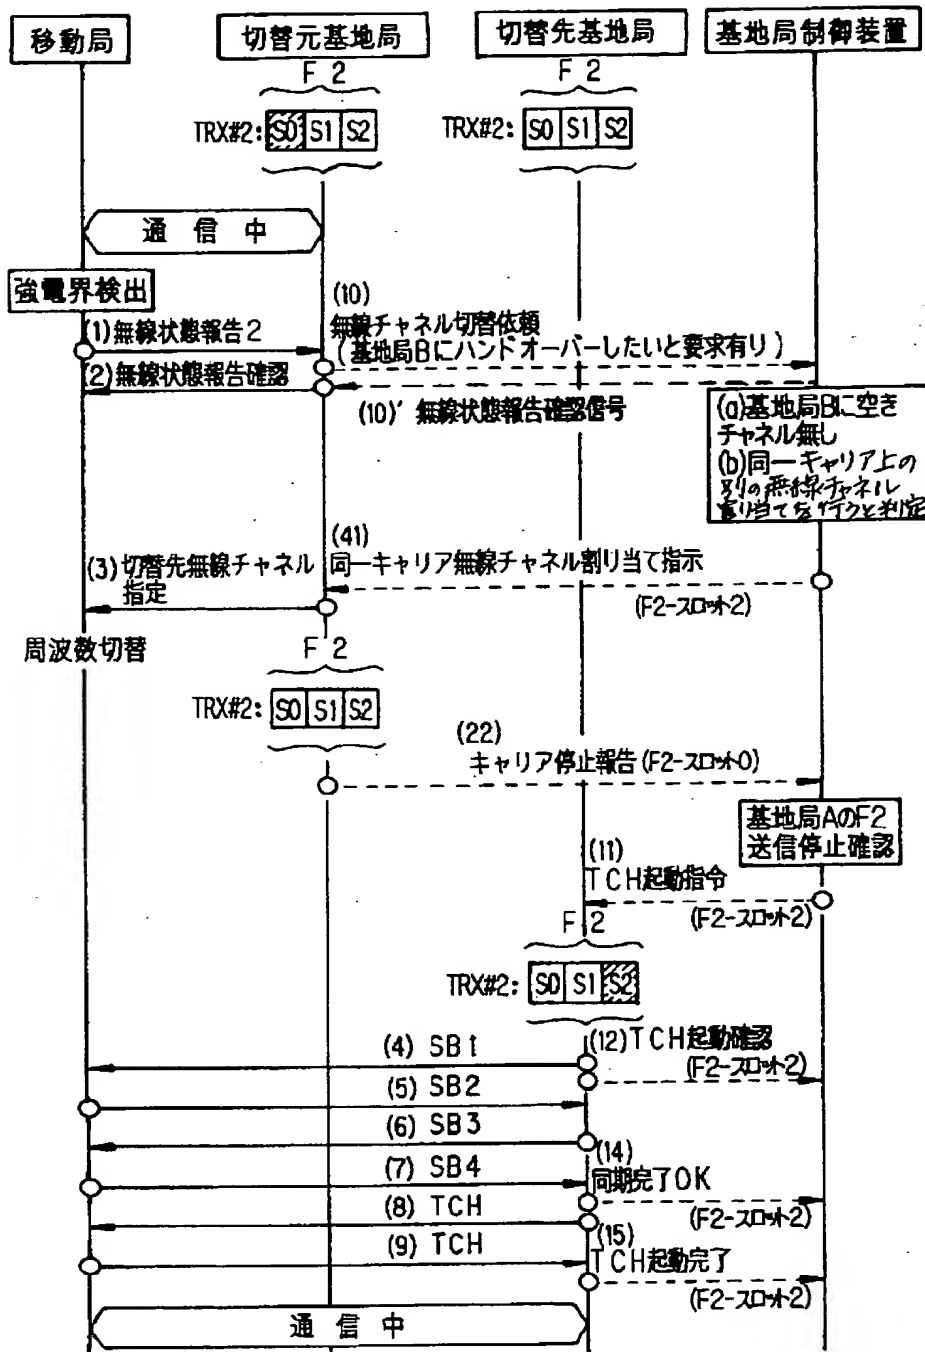 移動局
切替元基地局
切替先基地局
基地局制御装置
F 2
F 2
TRX#2: S0 S1 S2
TRX#2: S0 S1 S2
通信中
強電界検出
(10)
無線チャネル切替依頼
(基地局Bにハンドオーバーしたいと要求有り)
(1)無線状態報告2
(2)無線状態報告確認
(10)´ 無線状態報告確認信号
(a)基地局Bに空き
チャネル無し
(b)同一キャリア上の
別の無線チャネル
割り当てを行うと判定
(41)
同一キャリア無線チャネル割り当て指示
(F2-スロット2)
(3)切替先無線チャネル
指定
周波数切替
F 2
TRX#2: S0 S1 S2
(22)
キャリア停止報告(F2-スロット0)
基地局AのF2
送信停止確認
(11)
TCH起動指令
(F2-スロット2)
F 2
TRX#2: S0 S1 S2
(12)TCH起動確認
(F2-スロット2)
(4) SB1
(5) SB2
(6) SB3
(7) SB4
(14)
同期完了OK
(F2-スロット2)
(8) TCH
(9) TCH
(15)
TCH起動完了
(F2-スロット2)
通信中